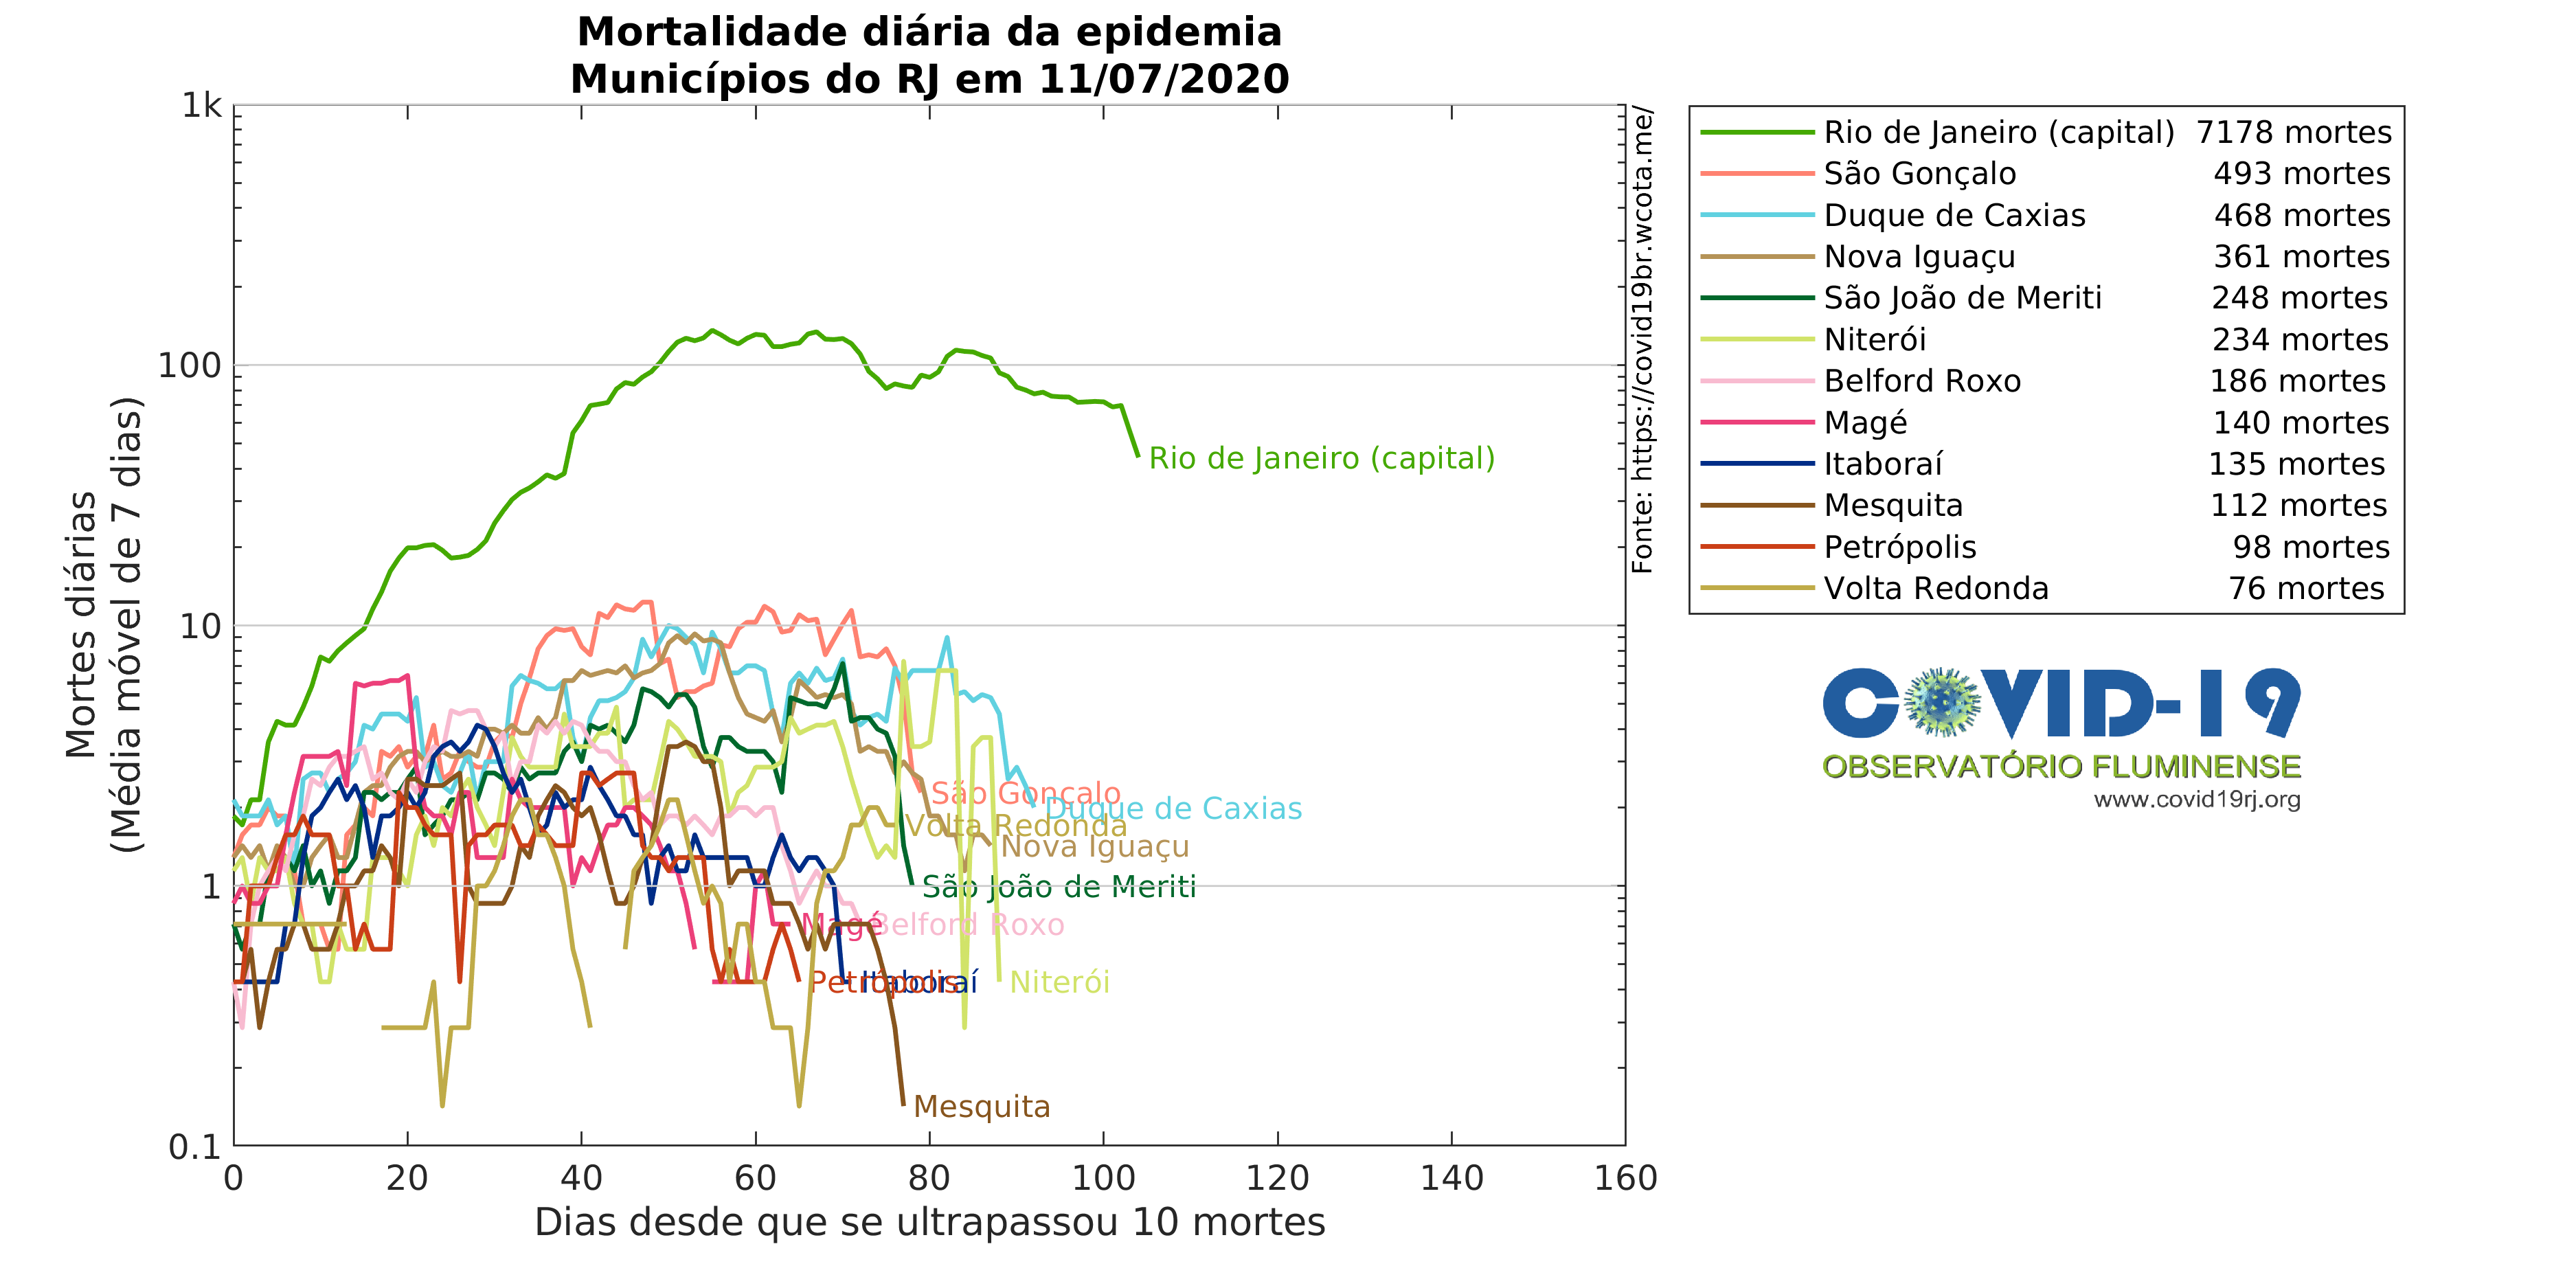 Mortalidade diária da epidemia
Municípios do RJ em 11/07/2020
Mortes diárias
(Média móvel de 7 dias)
1k
100
10
1
0.1
0
20
40
60
80
100
120
140
160
Dias desde que se ultrapassou 10 mortes
Rio de Janeiro (capital)
São Gonçalo
Duque de Caxias
Volta Redonda
Nova Iguaçu
São João de Meriti
Magé
Belford Roxo
Petrópolis
Itaboraí
Niterói
Mesquita
Fonte: https://covid19br.wcota.me/
Rio de Janeiro (capital) 7178 mortes
São Gonçalo 493 mortes
Duque de Caxias 468 mortes
Nova Iguaçu 361 mortes
São João de Meriti 248 mortes
Niterói 234 mortes
Belford Roxo 186 mortes
Magé 140 mortes
Itaboraí 135 mortes
Mesquita 112 mortes
Petrópolis 98 mortes
Volta Redonda 76 mortes
COVID-19
OBSERVATÓRIO FLUMINENSE
www.covid19rj.org